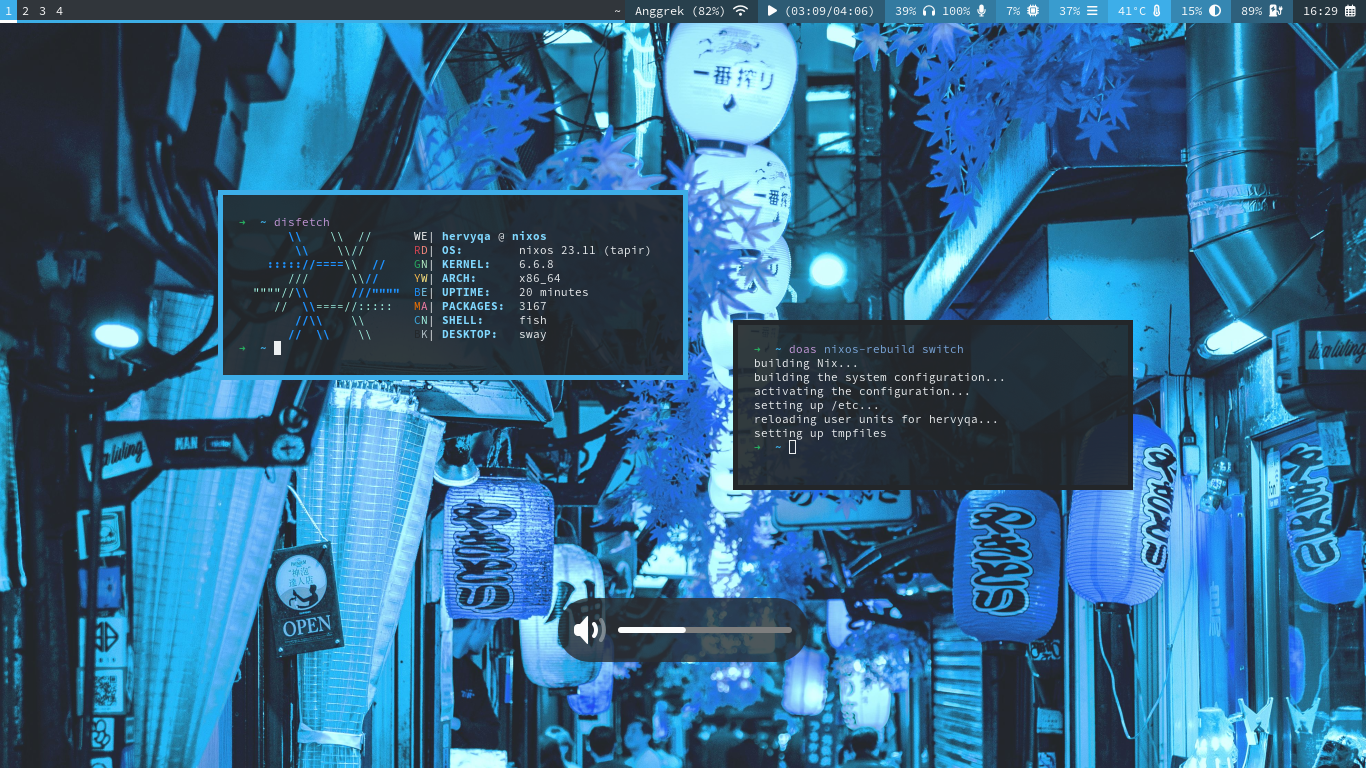 1 2 3 4
~ Anggrek (82%) (03:09/04:06) 39% 100% 7% 37% 41°C 15% 89% 16:29
一番搾り
→ ~ disfetch
WE| hervyqa @ nixos
RD| OS: nixos 23.11 (tapir)
GN| KERNEL: 6.6.8
YW| ARCH: x86_64
BE| UPTIME: 20 minutes
MA| PACKAGES: 3167
CN| SHELL: fish
BK| DESKTOP: sway
→ ~
→ ~ doas nixos-rebuild switch
building Nix...
building the system configuration...
activating the configuration...
setting up /etc...
reloading user units for hervyqa...
setting up tmpfiles
→ ~
MAN
OPEN